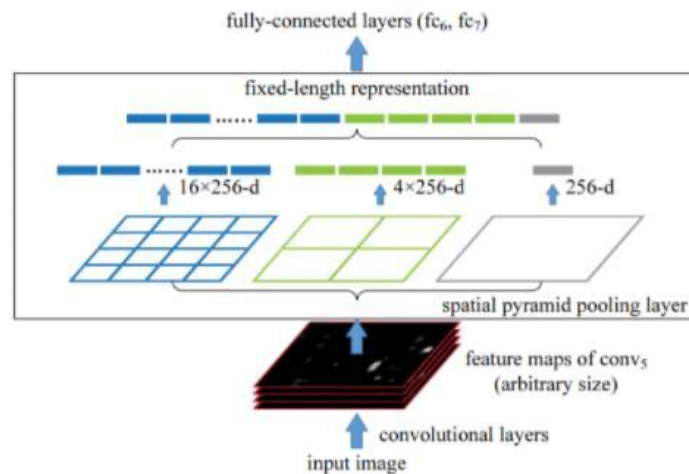 fully-connected layers (fc₆, fc₇)
fixed-length representation
16×256-d
4×256-d
256-d
spatial pyramid pooling layer
feature maps of conv₅
(arbitrary size)
convolutional layers
input image